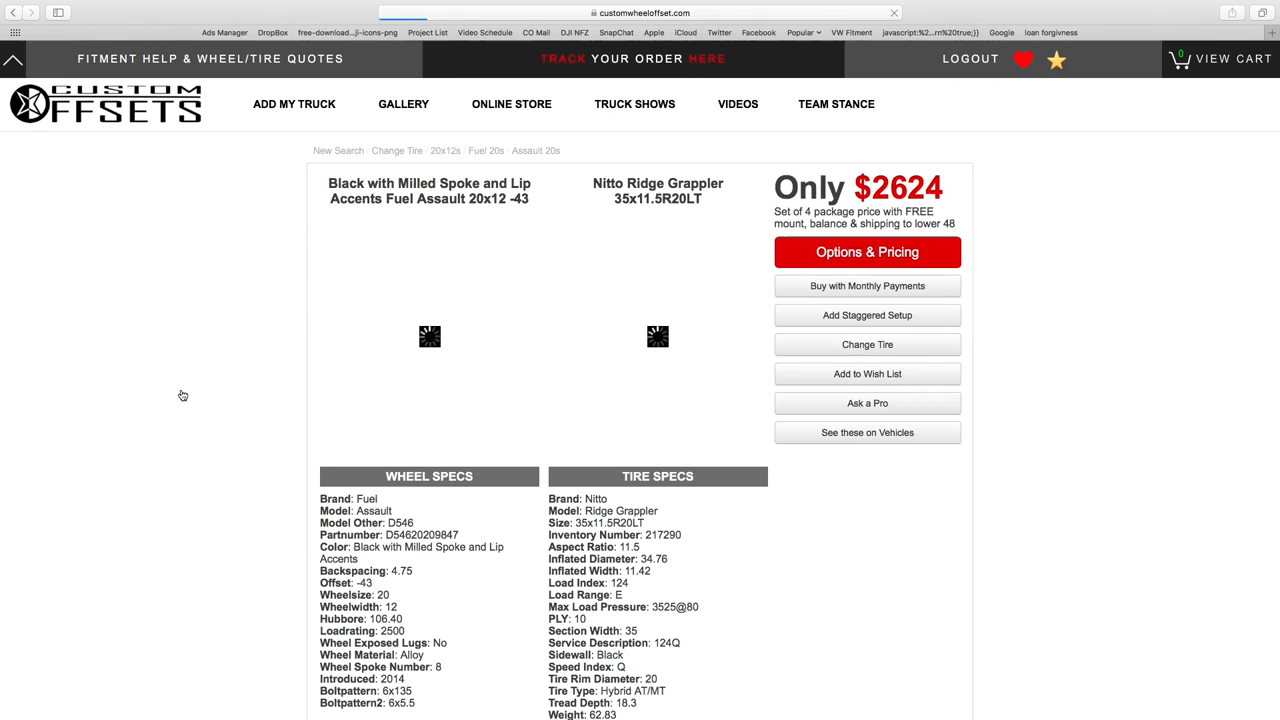 customwheeloffset.com
Ads Manager DropBox free-download...ji-icons-png Project List Video Schedule CO Mail DJI NFZ SnapChat Apple iCloud Twitter Facebook Popular VW Fitment javascript:%2...rn%20true;}} Google loan forgivness
FITMENT HELP & WHEEL/TIRE QUOTES
TRACK YOUR ORDER HERE
LOGOUT
0 VIEW CART
CUSTOM
OFFSETS
ADD MY TRUCK GALLERY ONLINE STORE TRUCK SHOWS VIDEOS TEAM STANCE
New Search / Change Tire / 20x12s / Fuel 20s / Assault 20s
Black with Milled Spoke and Lip
Accents Fuel Assault 20x12 -43
Nitto Ridge Grappler
35x11.5R20LT
Only $2624
Set of 4 package price with FREE
mount, balance & shipping to lower 48
Options & Pricing
Buy with Monthly Payments
Add Staggered Setup
Change Tire
Add to Wish List
Ask a Pro
See these on Vehicles
WHEEL SPECS
Brand: Fuel
Model: Assault
Model Other: D546
Partnumber: D54620209847
Color: Black with Milled Spoke and Lip
Accents
Backspacing: 4.75
Offset: -43
Wheelsize: 20
Wheelwidth: 12
Hubbore: 106.40
Loadrating: 2500
Wheel Exposed Lugs: No
Wheel Material: Alloy
Wheel Spoke Number: 8
Introduced: 2014
Boltpattern: 6x135
Boltpattern2: 6x5.5
TIRE SPECS
Brand: Nitto
Model: Ridge Grappler
Size: 35x11.5R20LT
Inventory Number: 217290
Aspect Ratio: 11.5
Inflated Diameter: 34.76
Inflated Width: 11.42
Load Index: 124
Load Range: E
Max Load Pressure: 3525@80
PLY: 10
Section Width: 35
Service Description: 124Q
Sidewall: Black
Speed Index: Q
Tire Rim Diameter: 20
Tire Type: Hybrid AT/MT
Tread Depth: 18.3
Weight: 62.83